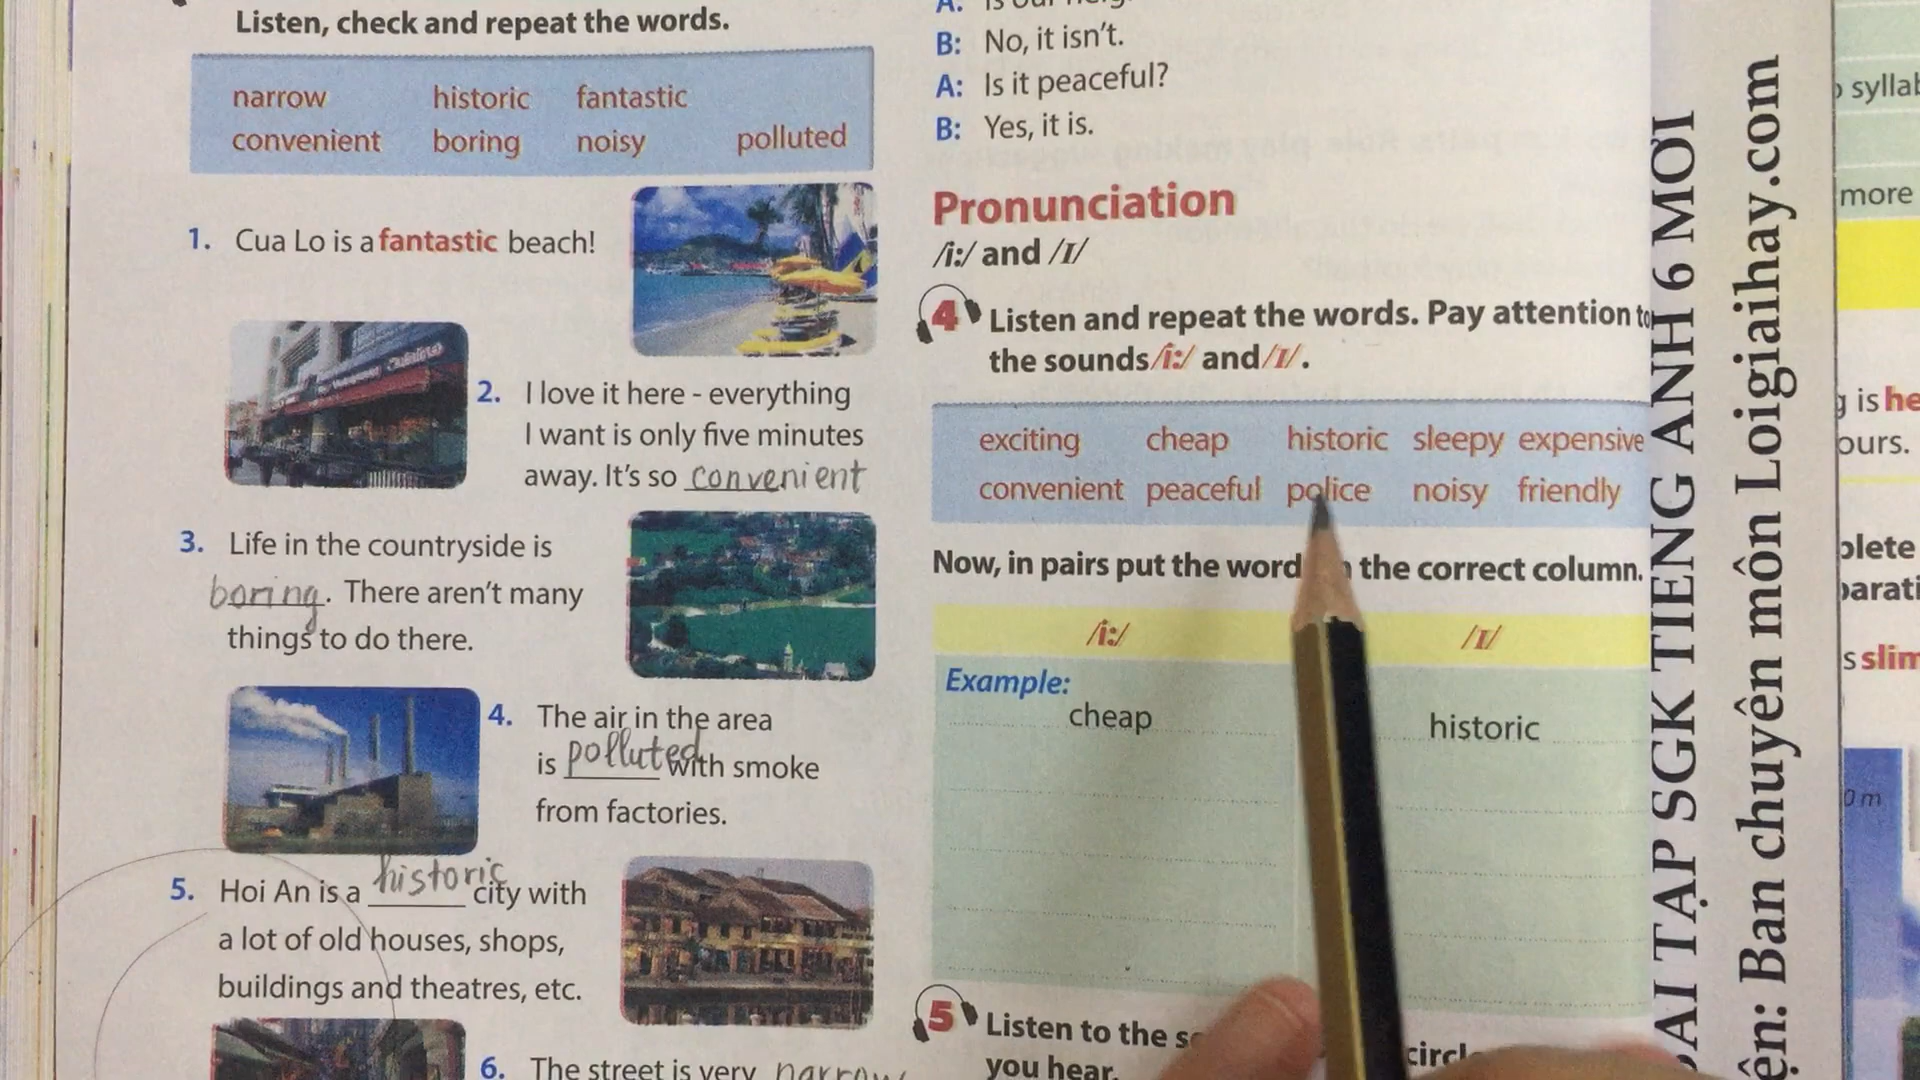 Listen, check and repeat the words.
narrow historic fantastic
convenient boring noisy polluted
1. Cua Lo is a fantastic beach!
2. I love it here - everything
I want is only five minutes
away. It's so convenient
3. Life in the countryside is
boring. There aren't many
things to do there.
4. The air in the area
is polluted with smoke
from factories.
5. Hoi An is a historic city with
a lot of old houses, shops,
buildings and theatres, etc.
6. The street is very narrow
B: No, it isn't.
A: Is it peaceful?
B: Yes, it is.
Pronunciation
/i:/ and /ɪ/
4 Listen and repeat the words. Pay attention to
the sounds /i:/ and /ɪ/.
exciting cheap historic sleepy expensive
convenient peaceful police noisy friendly
Now, in pairs put the word the correct column.
/i:/ /ɪ/
Example:
cheap historic
5 Listen to the
you hear.
TẬP SGK TIẾNG ANH 6 MỚI
Ban chuyên môn Loigiaihay.com
more
is
ours.
slim
0 m